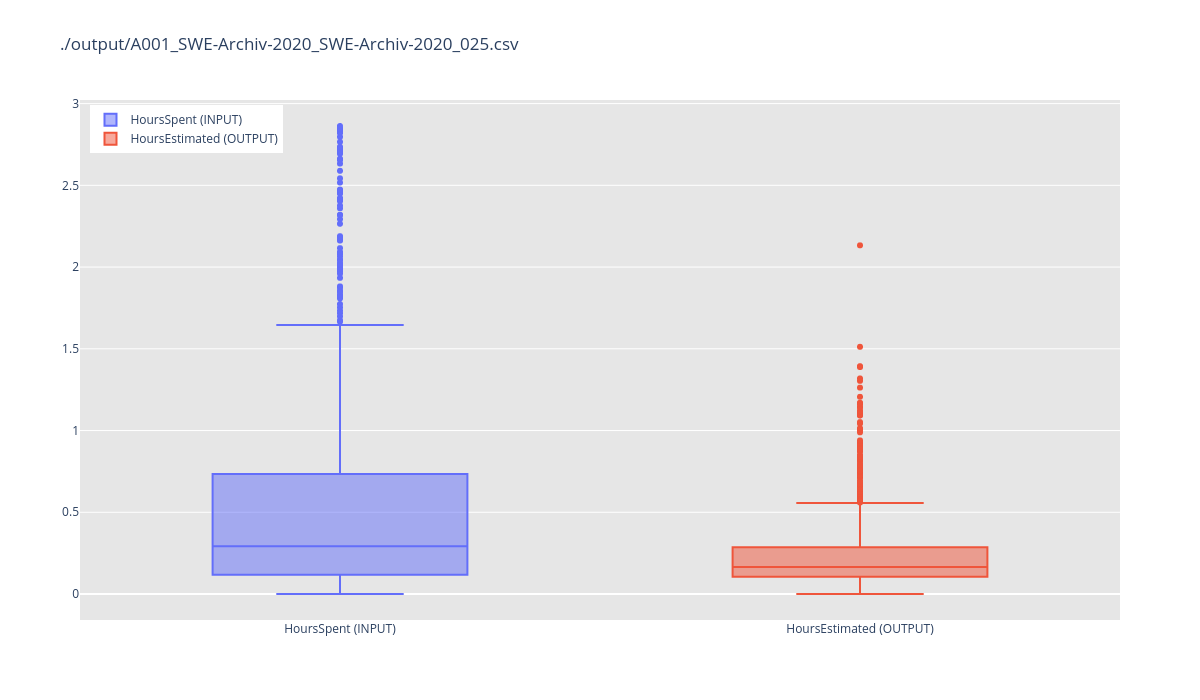 ./output/A001_SWE-Archiv-2020_SWE-Archiv-2020_025.csv
3
HoursSpent (INPUT)
HoursEstimated (OUTPUT)
2.5
2
1.5
1
0.5
0
HoursSpent (INPUT)
HoursEstimated (OUTPUT)